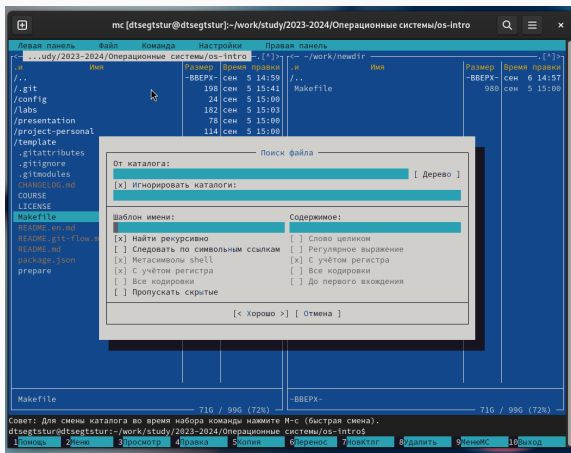 mc [dtsegtstur@dtsegtstur]:~/work/study/2023-2024/Операционные системы/os-intro
Левая панель Файл Команда Настройки Правая панель
<— ...udy/2023-2024/Операционные системы/os-intro —.[^]>
<— ~/work/newdir —.[^]>
.и Имя Размер Время правки
.и Имя Размер Время правки
/.. -ВВЕРХ- сен 5 14:59
/.. -ВВЕРХ- сен 6 14:57
/.git 198 сен 5 15:41
Makefile 980 сен 5 15:00
/config 24 сен 5 15:00
/labs 182 сен 5 15:03
/presentation 78 сен 5 15:00
/project-personal 114 сен 5 15:00
/template
.gitattributes
.gitignore
.gitmodules
CHANGELOG.md
COURSE
LICENSE
Makefile
README.en.md
README.git-flow.m
README.md
package.json
prepare
Поиск файла
От каталога:
[ Дерево ]
[x] Игнорировать каталоги:
Шаблон имени: Содержимое:
[x] Найти рекурсивно [ ] Слово целиком
[ ] Следовать по символьным ссылкам [ ] Регулярное выражение
[x] Метасимволы shell [x] С учётом регистра
[x] С учётом регистра [ ] Все кодировки
[ ] Все кодировки [ ] До первого вхождения
[ ] Пропускать скрытые
[< Хорошо >] [ Отмена ]
Makefile -ВВЕРХ-
71G / 99G (72%) 71G / 99G (72%)
Совет: Для смены каталога во время набора команды нажмите M-c (быстрая смена).
dtsegtstur@dtsegtstur:~/work/study/2023-2024/Операционные системы/os-intro$
1Помощь 2Меню 3Просмотр 4Правка 5Копия 6Перенос 7НовКтлг 8Удалить 9МенюMC 10Выход